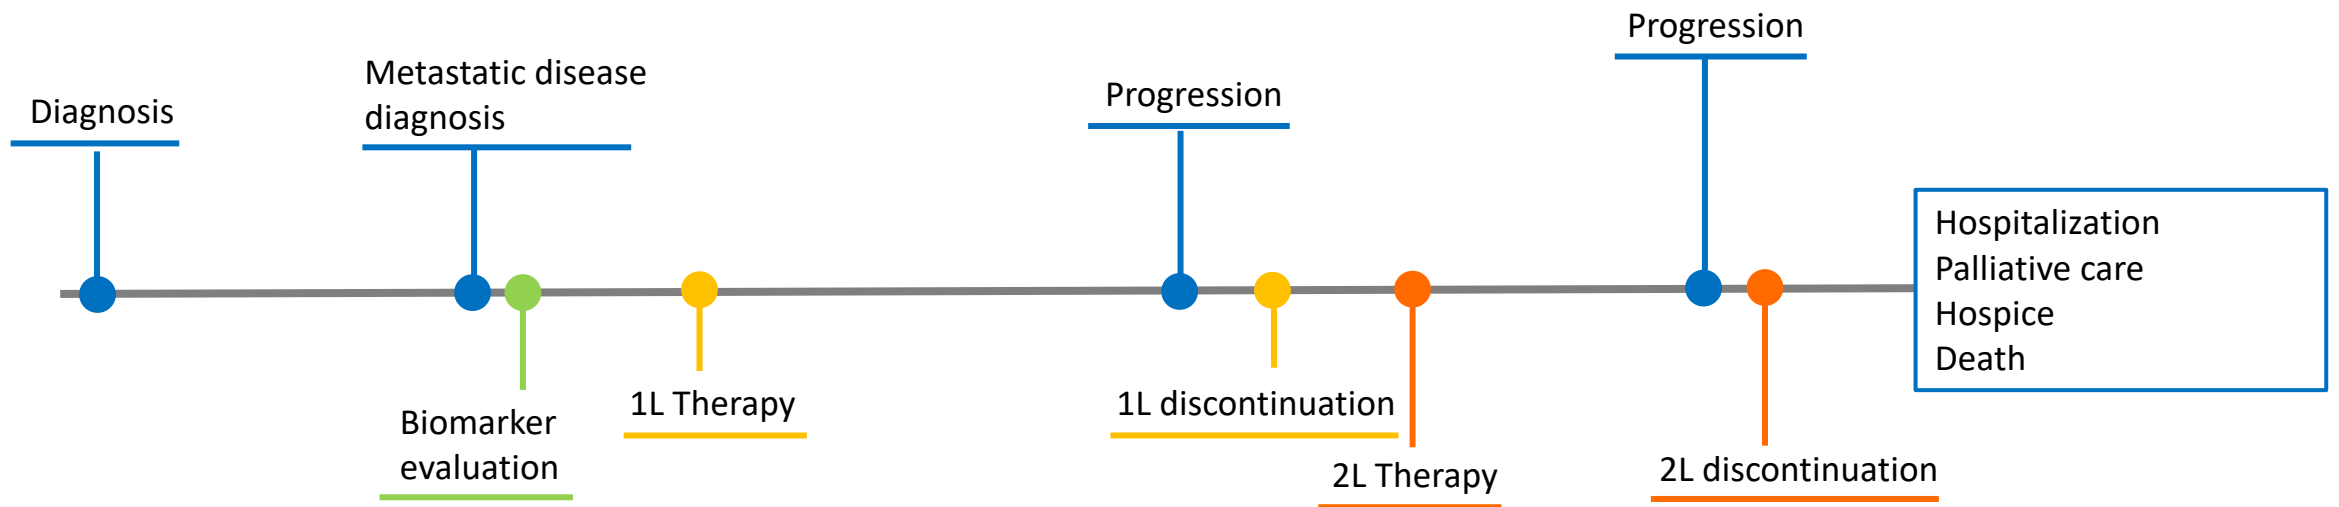 Diagnosis
Metastatic disease
diagnosis
Biomarker
evaluation
1L Therapy
Progression
1L discontinuation
2L Therapy
Progression
2L discontinuation
Hospitalization
Palliative care
Hospice
Death